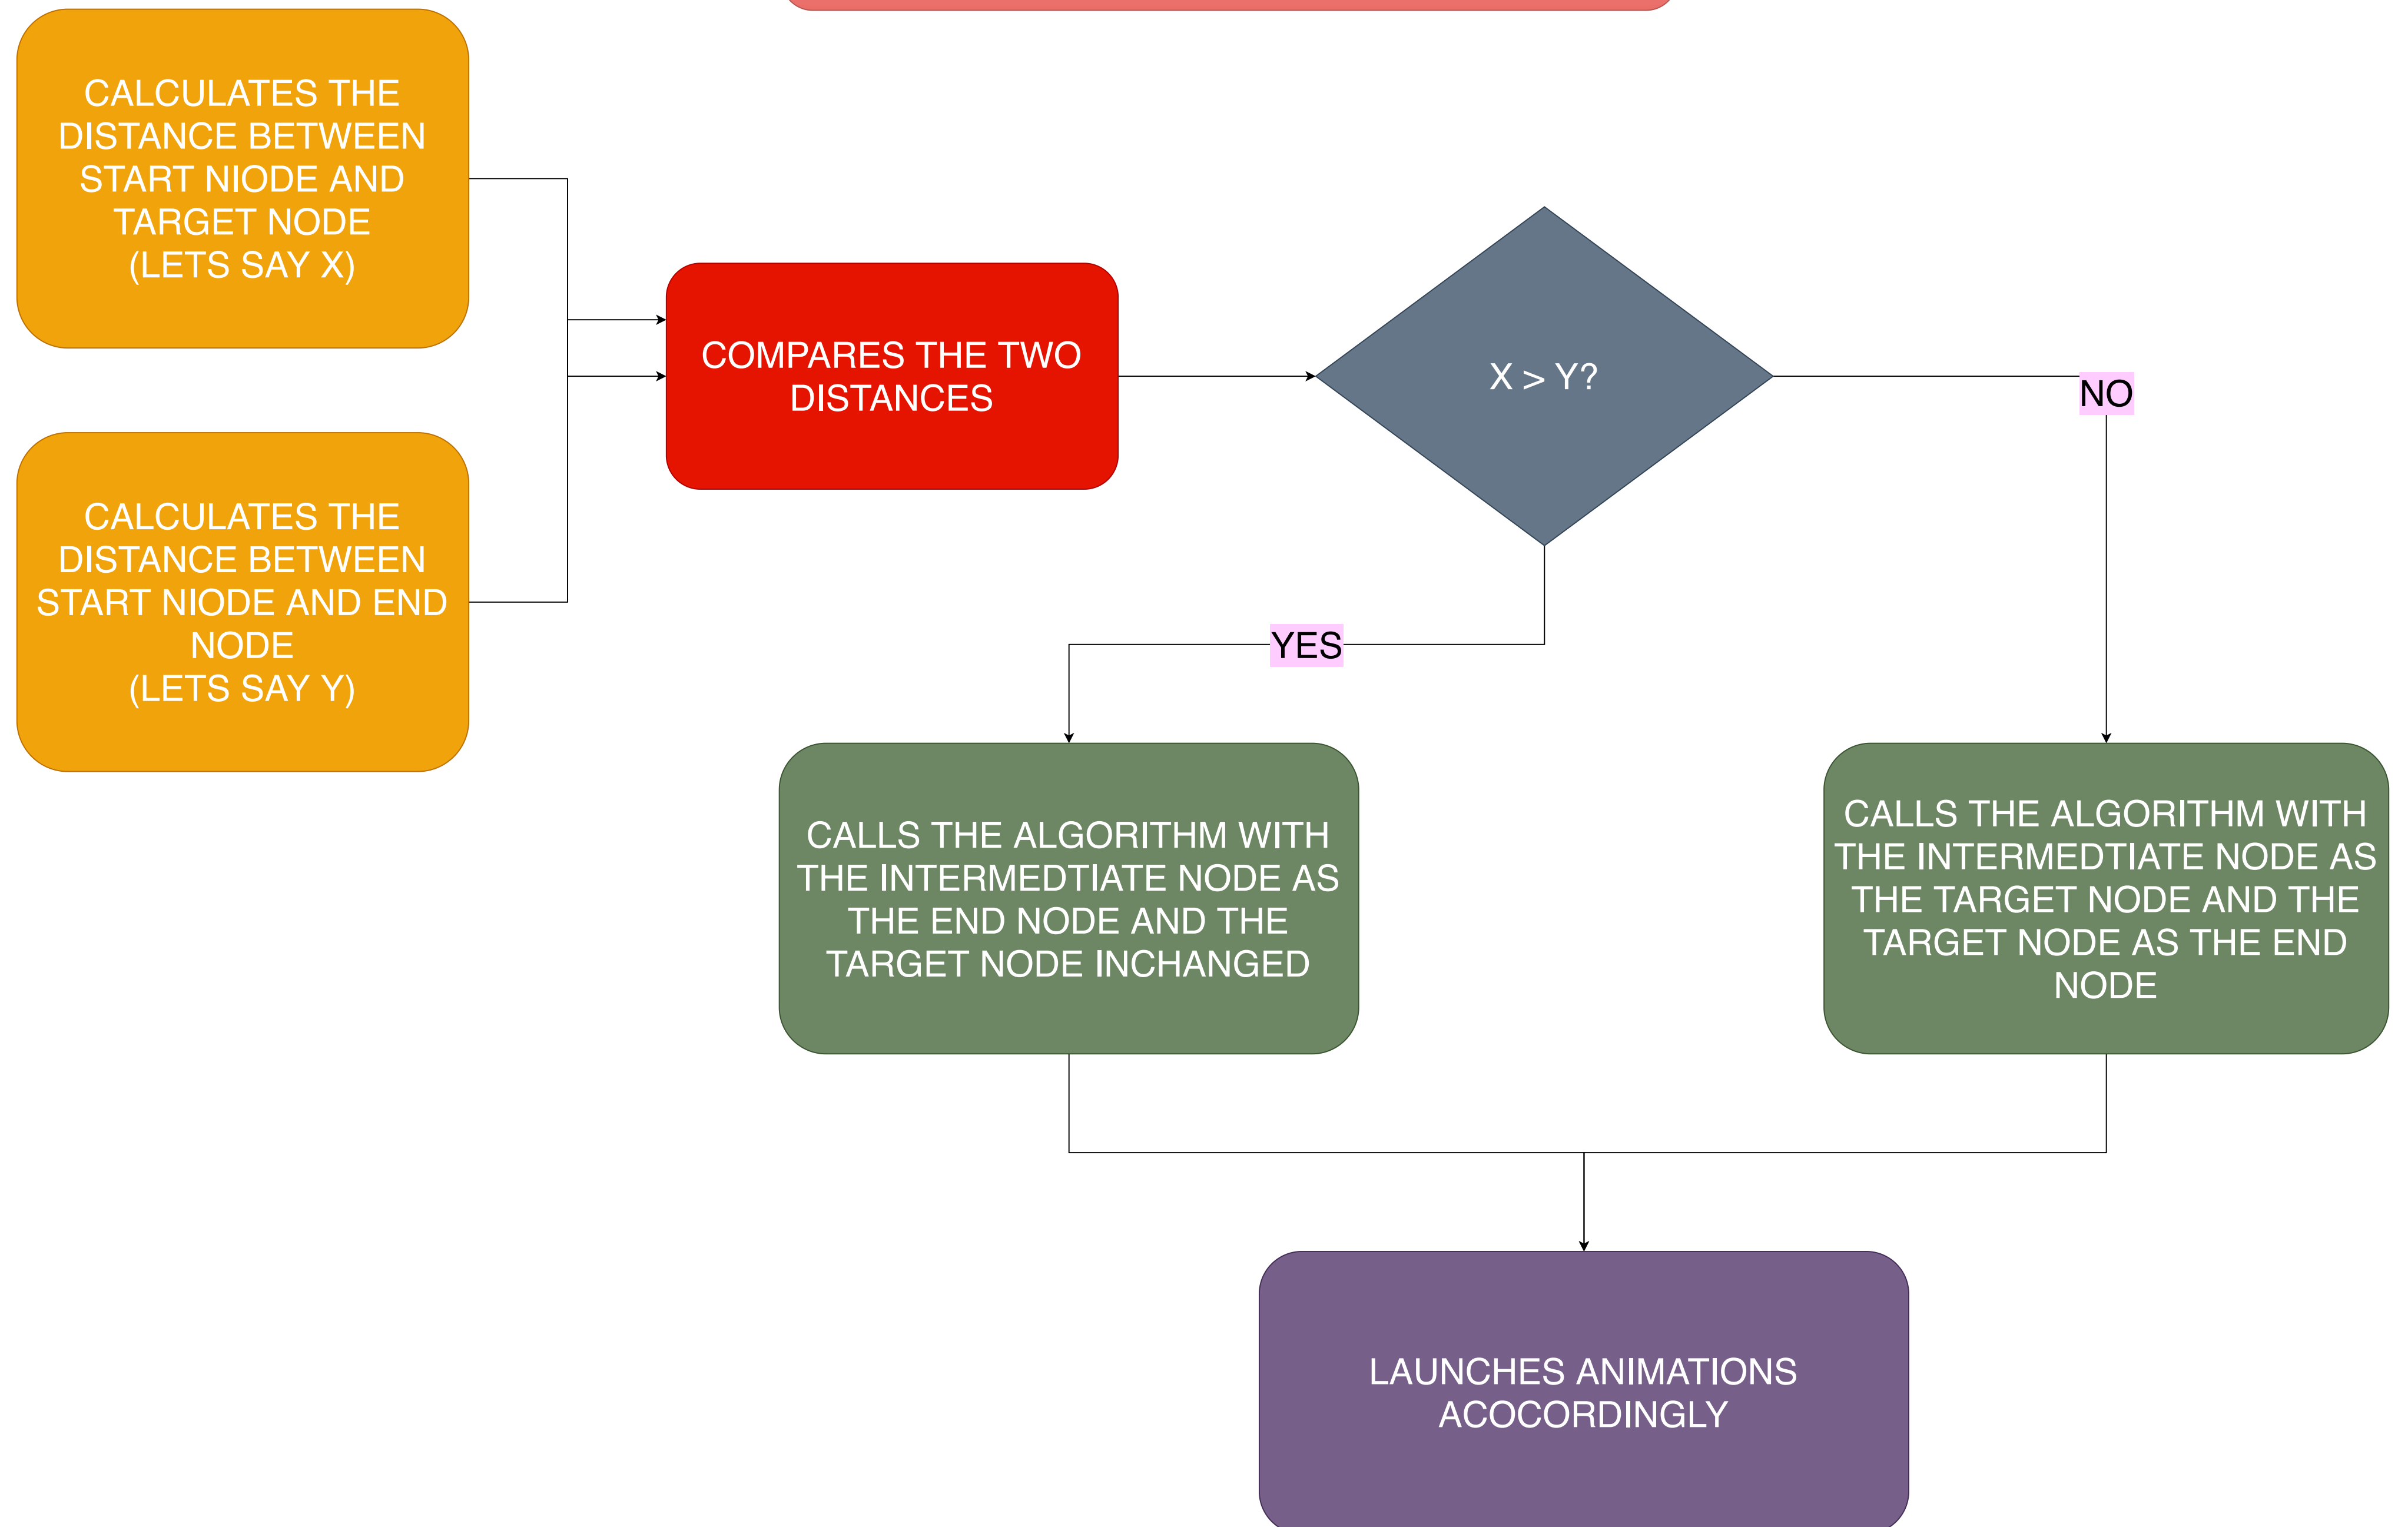 CALCULATES THE
DISTANCE BETWEEN
START NIODE AND
TARGET NODE
(LETS SAY X)
CALCULATES THE
DISTANCE BETWEEN
START NIODE AND END
NODE
(LETS SAY Y)
COMPARES THE TWO
DISTANCES
X > Y?
NO
YES
CALLS THE ALGORITHM WITH
THE INTERMEDTIATE NODE AS
THE END NODE AND THE
TARGET NODE INCHANGED
CALLS THE ALGORITHM WITH
THE INTERMEDTIATE NODE AS
THE TARGET NODE AND THE
TARGET NODE AS THE END
NODE
LAUNCHES ANIMATIONS
ACOCORDINGLY